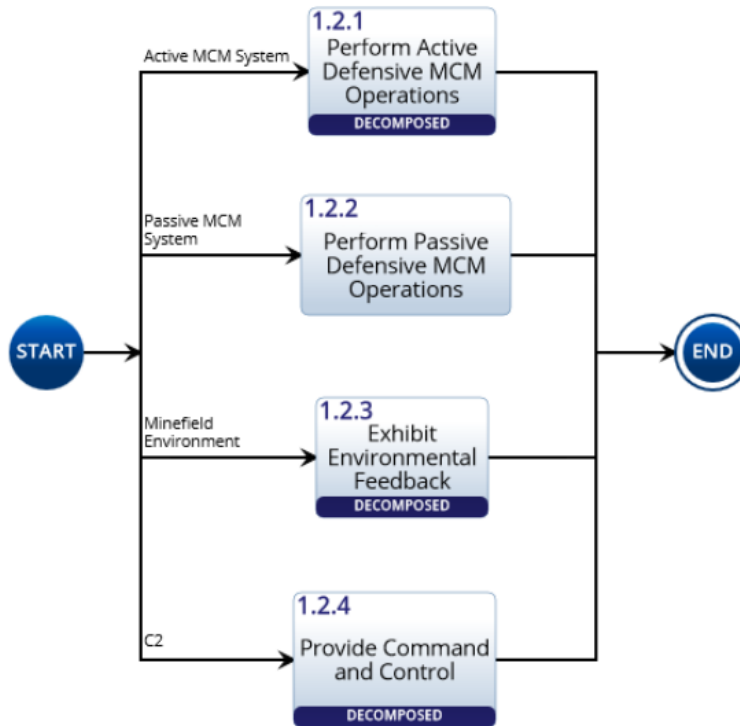 1.2.1
Active MCM System
Perform Active
Defensive MCM
Operations
DECOMPOSED
1.2.2
Passive MCM
System
Perform Passive
Defensive MCM
Operations
START
END
1.2.3
Minefield
Environment
Exhibit
Environmental
Feedback
DECOMPOSED
1.2.4
C2
Provide Command
and Control
DECOMPOSED